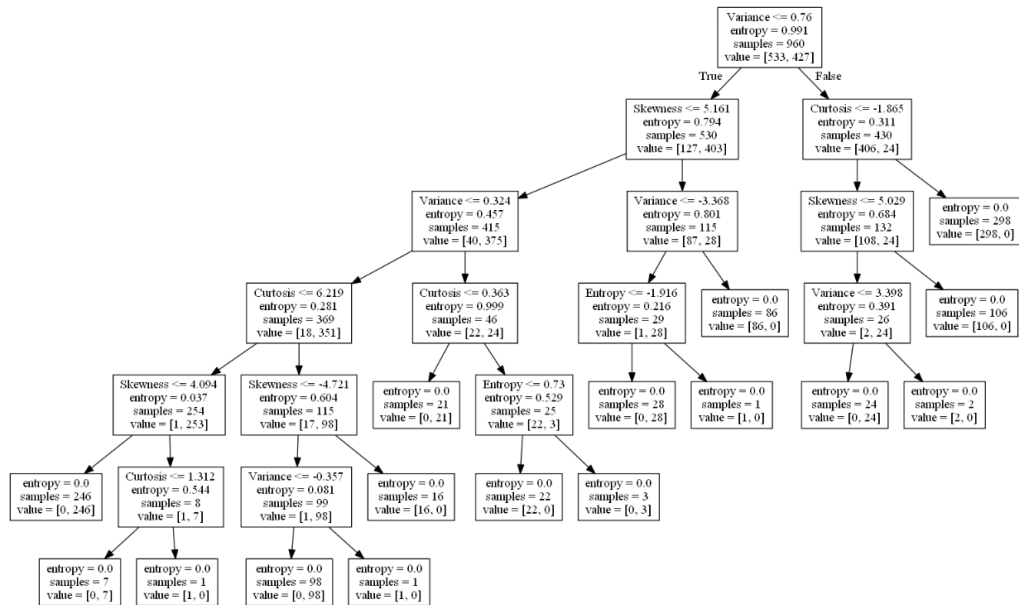 Variance <= 0.76
entropy = 0.991
samples = 960
value = [533, 427]
True
False
Skewness <= 5.161
entropy = 0.794
samples = 530
value = [127, 403]
Curtosis <= -1.865
entropy = 0.311
samples = 430
value = [406, 24]
Variance <= 0.324
entropy = 0.457
samples = 415
value = [40, 375]
Variance <= -3.368
entropy = 0.801
samples = 115
value = [87, 28]
Skewness <= 5.029
entropy = 0.684
samples = 132
value = [108, 24]
entropy = 0.0
samples = 298
value = [298, 0]
Curtosis <= 6.219
entropy = 0.281
samples = 369
value = [18, 351]
Curtosis <= 0.363
entropy = 0.999
samples = 46
value = [22, 24]
Entropy <= -1.916
entropy = 0.216
samples = 29
value = [1, 28]
entropy = 0.0
samples = 86
value = [86, 0]
Variance <= 3.398
entropy = 0.391
samples = 26
value = [2, 24]
entropy = 0.0
samples = 106
value = [106, 0]
Skewness <= 4.094
entropy = 0.037
samples = 254
value = [1, 253]
Skewness <= -4.721
entropy = 0.604
samples = 115
value = [17, 98]
entropy = 0.0
samples = 21
value = [0, 21]
Entropy <= 0.73
entropy = 0.529
samples = 25
value = [22, 3]
entropy = 0.0
samples = 28
value = [0, 28]
entropy = 0.0
samples = 1
value = [1, 0]
entropy = 0.0
samples = 24
value = [0, 24]
entropy = 0.0
samples = 2
value = [2, 0]
entropy = 0.0
samples = 246
value = [0, 246]
Curtosis <= 1.312
entropy = 0.544
samples = 8
value = [1, 7]
Variance <= -0.357
entropy = 0.081
samples = 99
value = [1, 98]
entropy = 0.0
samples = 16
value = [16, 0]
entropy = 0.0
samples = 22
value = [22, 0]
entropy = 0.0
samples = 3
value = [0, 3]
entropy = 0.0
samples = 7
value = [0, 7]
entropy = 0.0
samples = 1
value = [1, 0]
entropy = 0.0
samples = 98
value = [0, 98]
entropy = 0.0
samples = 1
value = [1, 0]